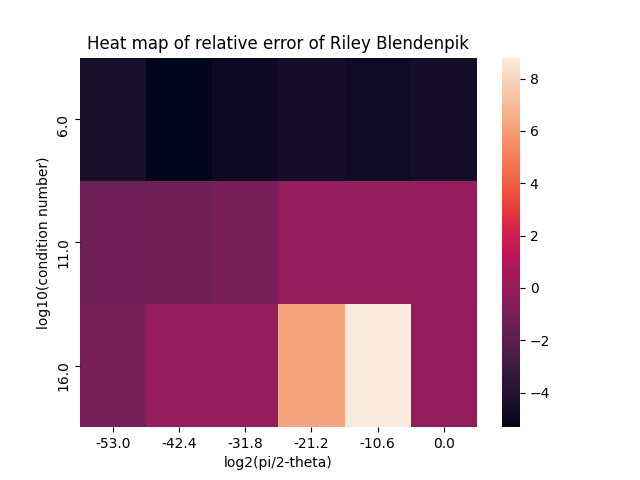 Heat map of relative error of Riley Blendenpik
log10(condition number)
6.0
11.0
16.0
-53.0 -42.4 -31.8 -21.2 -10.6 0.0
log2(pi/2-theta)
8
6
4
2
0
−2
−4